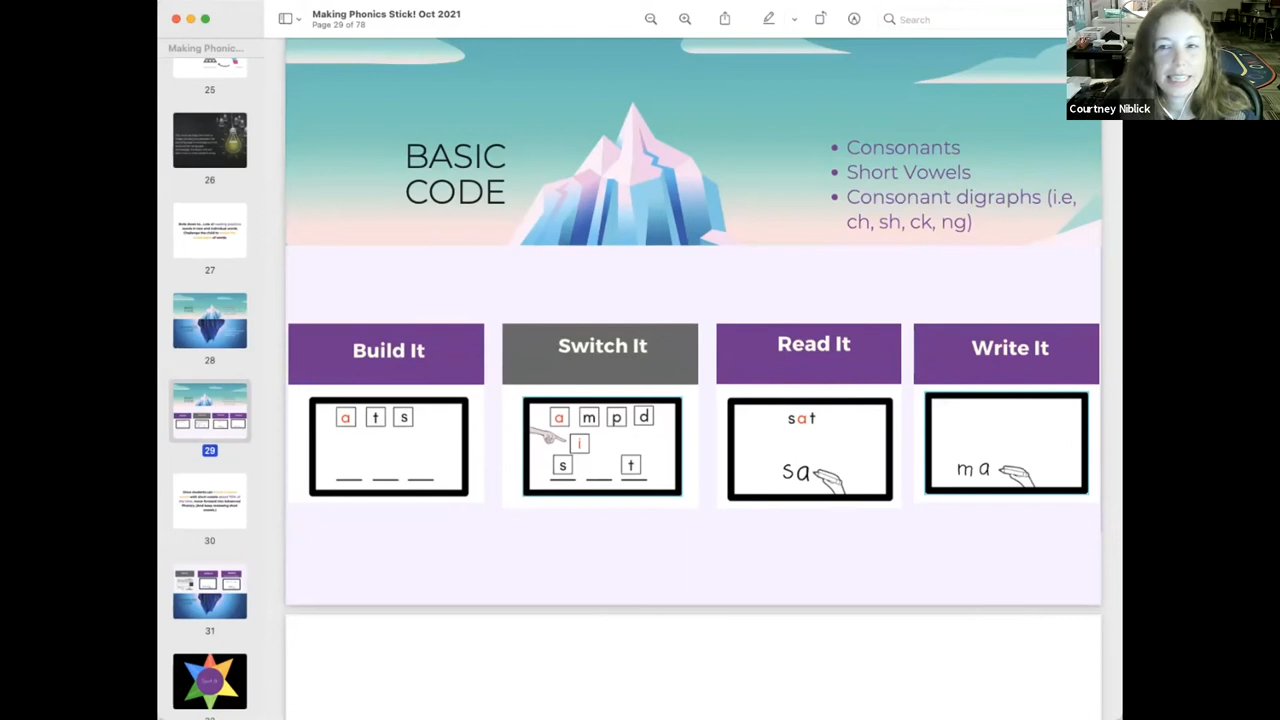 Making Phonics Stick! Oct 2021
Page 29 of 78
Search
Making Phonic...
25
26
27
28
29
30
31
Courtney Niblick
BASIC
CODE
• Consonants
• Short Vowels
• Consonant digraphs (i.e,
ch, sh, ck, ng)
Build It
a t s
Switch It
a m p d
i
s t
Read It
sat
sa
Write It
ma